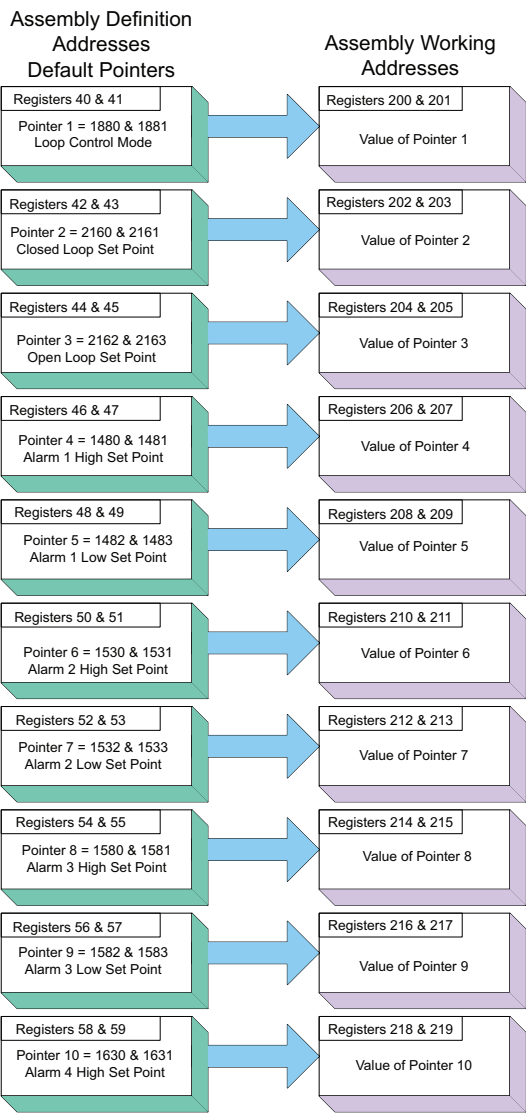 Assembly Definition
Addresses
Default Pointers
Assembly Working
Addresses
Registers 40 & 41
Pointer 1 = 1880 & 1881
Loop Control Mode
Registers 200 & 201
Value of Pointer 1
Registers 42 & 43
Pointer 2 = 2160 & 2161
Closed Loop Set Point
Registers 202 & 203
Value of Pointer 2
Registers 44 & 45
Pointer 3 = 2162 & 2163
Open Loop Set Point
Registers 204 & 205
Value of Pointer 3
Registers 46 & 47
Pointer 4 = 1480 & 1481
Alarm 1 High Set Point
Registers 206 & 207
Value of Pointer 4
Registers 48 & 49
Pointer 5 = 1482 & 1483
Alarm 1 Low Set Point
Registers 208 & 209
Value of Pointer 5
Registers 50 & 51
Pointer 6 = 1530 & 1531
Alarm 2 High Set Point
Registers 210 & 211
Value of Pointer 6
Registers 52 & 53
Pointer 7 = 1532 & 1533
Alarm 2 Low Set Point
Registers 212 & 213
Value of Pointer 7
Registers 54 & 55
Pointer 8 = 1580 & 1581
Alarm 3 High Set Point
Registers 214 & 215
Value of Pointer 8
Registers 56 & 57
Pointer 9 = 1582 & 1583
Alarm 3 Low Set Point
Registers 216 & 217
Value of Pointer 9
Registers 58 & 59
Pointer 10 = 1630 & 1631
Alarm 4 High Set Point
Registers 218 & 219
Value of Pointer 10